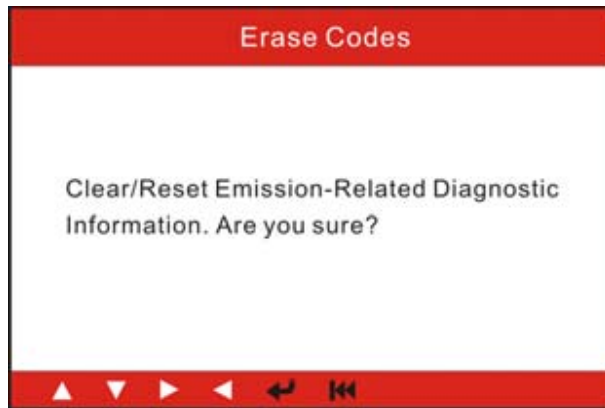 Erase Codes
Clear/Reset Emission-Related Diagnostic
Information. Are you sure?